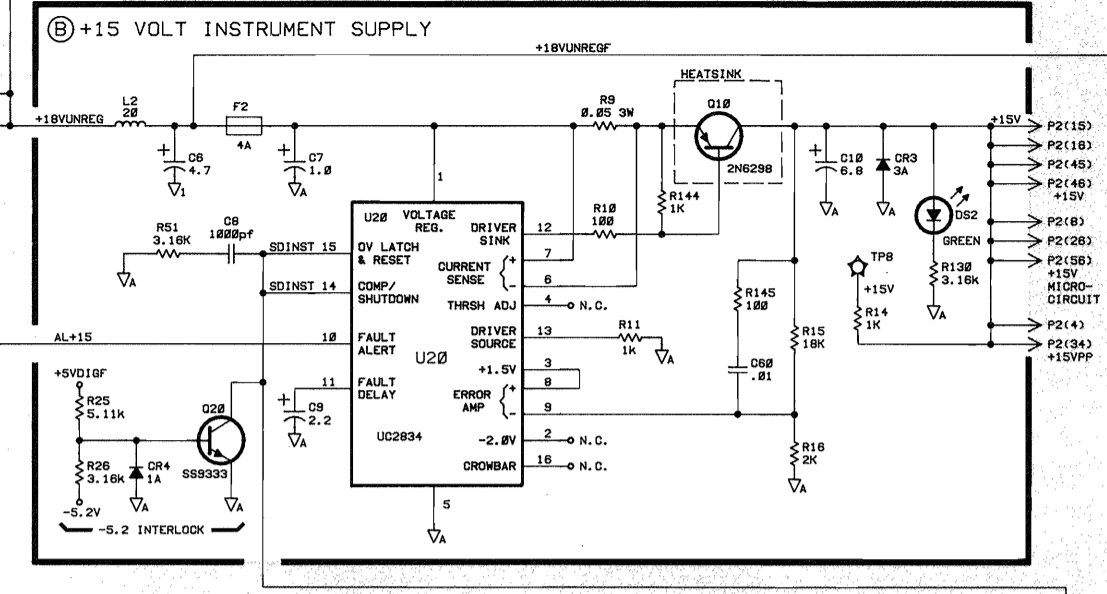 B +15 VOLT INSTRUMENT SUPPLY
+18VUNREGF
HEATSINK
L2
20
F2
4A
R9
0.05 3W
Q10
2N6298
+18VUNREG
+15V
P2(15)
P2(16)
P2(45)
P2(46)
+15V
P2(8)
P2(26)
P2(56)
+15V
MICRO-
CIRCUIT
P2(4)
P2(34)
+15VPP
+
C6
4.7
1
+
C7
1.0
A
1
R144
1K
+
C10
6.8
A
CR3
3A
A
DS2
GREEN
R130
3.16K
A
TP8
+15V
R14
1K
R51
3.16K
C8
1000pf
A
U20 VOLTAGE
REG.
SDINST 15
OV LATCH
& RESET
SDINST 14
COMP/
SHUTDOWN
AL+15
10
FAULT
ALERT
11
FAULT
DELAY
U20
UC2834
DRIVER
SINK
12
R10
100
CURRENT
SENSE
+
7
-
6
THRSH ADJ
4
N.C.
DRIVER
SOURCE
13
R11
1k
A
+1.5V
3
ERROR
AMP
+
8
-
9
-2.0V
2
N.C.
CROWBAR
16
N.C.
5
A
R145
100
C60
.01
R15
18K
R16
2K
A
+5VDIGF
R25
5.11k
R26
3.16k
-5.2V
CR4
1A
A
Q20
SS9333
A
+
C9
2.2
A
-5.2 INTERLOCK